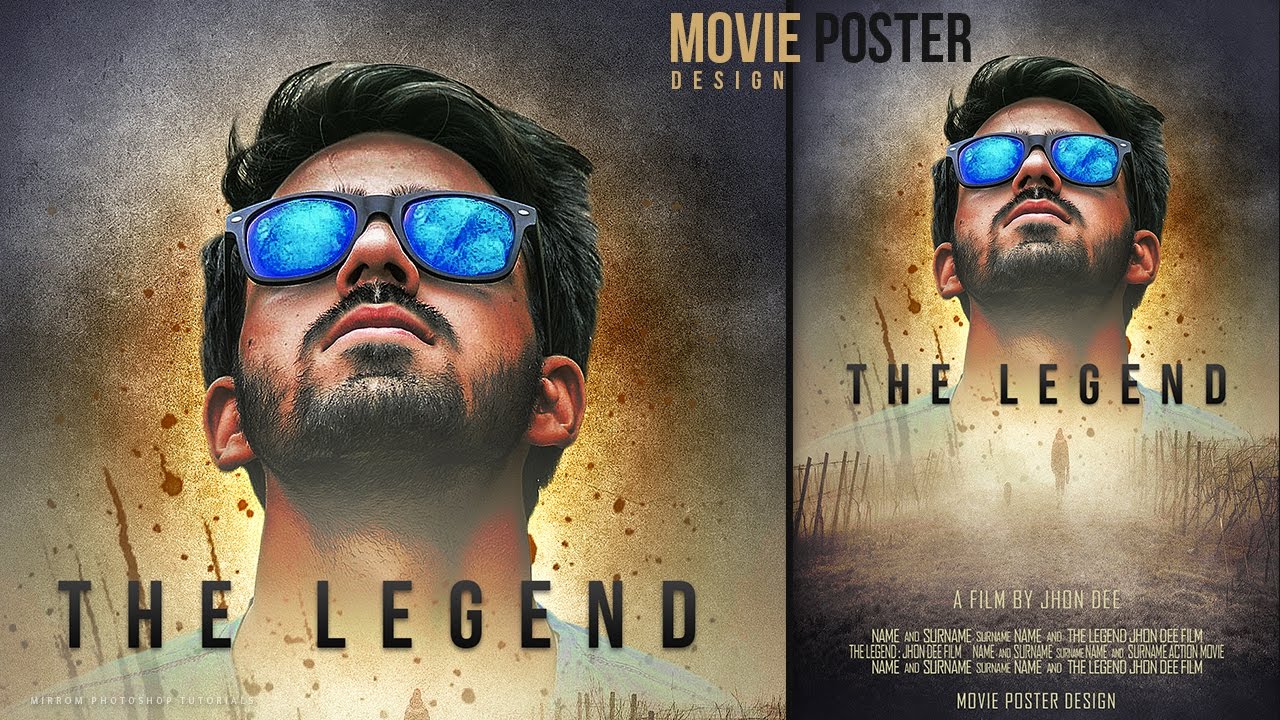 MOVIE POSTER
DESIGN
THE LEGEND
MIRROM PHOTOSHOP TUTORIALS
THE LEGEND
A FILM BY JHON DEE
NAME AND SURNAME SURNAME NAME AND THE LEGEND JHON DEE FILM
THE LEGEND : JHON DEE FILM NAME AND SURNAME SURNAME NAME AND SURNAME ACTION MOVIE
NAME AND SURNAME SURNAME NAME AND THE LEGEND JHON DEE FILM
MOVIE POSTER DESIGN